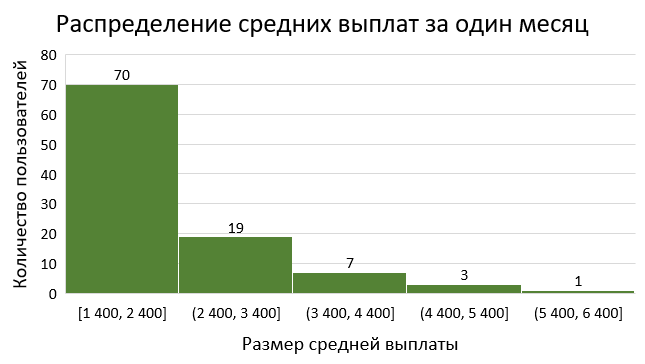 Распределение средних выплат за один месяц
Количество пользователей
80
70
60
50
40
30
20
10
0
70
19
7
3
1
[1 400, 2 400]
(2 400, 3 400]
(3 400, 4 400]
(4 400, 5 400]
(5 400, 6 400]
Размер средней выплаты